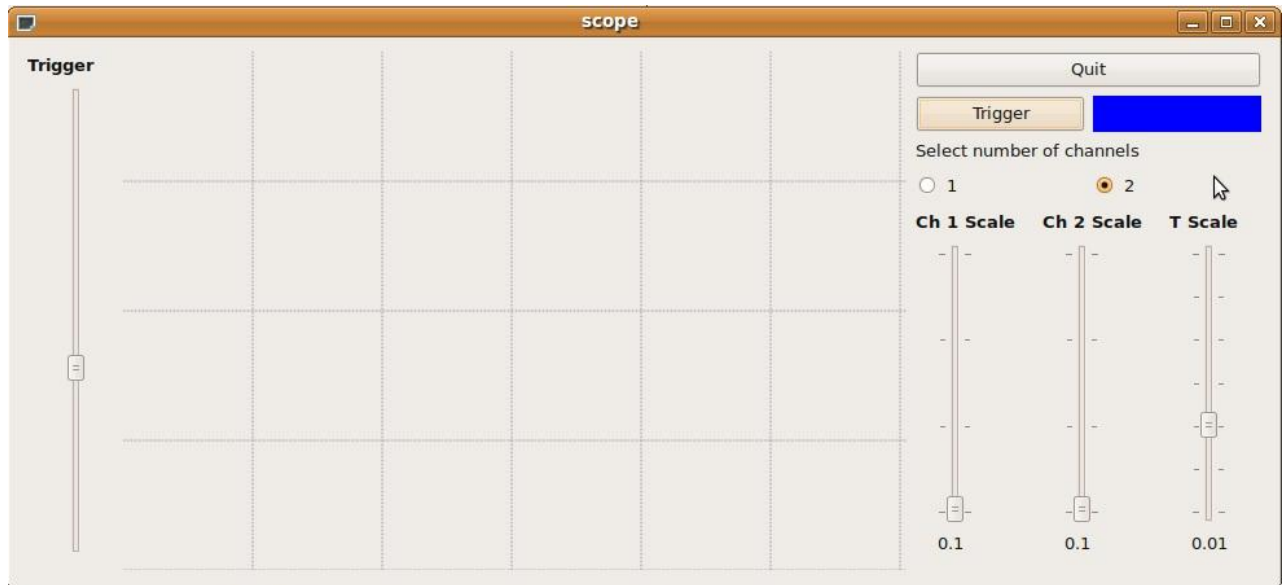 scope
Trigger
Quit
Trigger
Select number of channels
1 2
Ch 1 Scale Ch 2 Scale T Scale
0.1 0.1 0.01